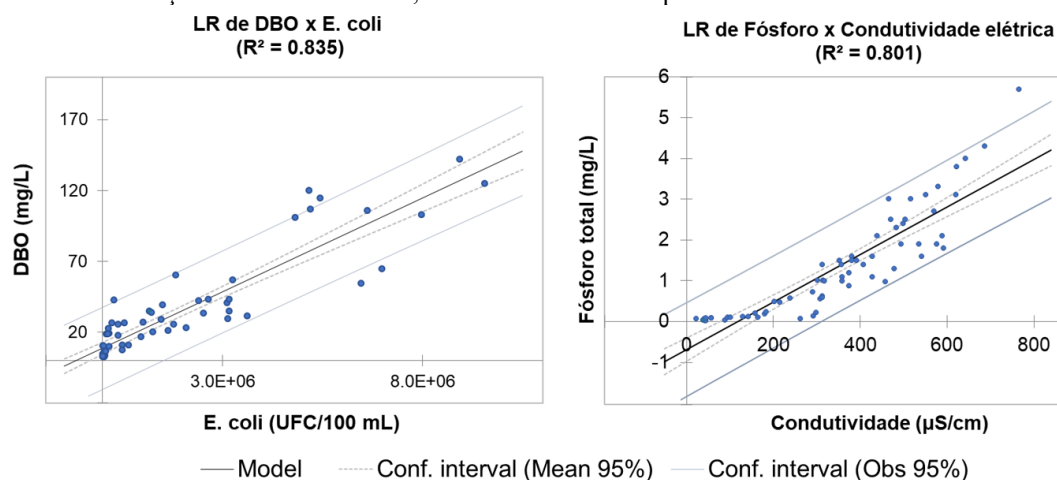 LR de DBO x E. coli
(R² = 0.835)
170
120
70
20
3.0E+06
8.0E+06
DBO (mg/L)
E. coli (UFC/100 mL)
LR de Fósforo x Condutividade elétrica
(R² = 0.801)
6
5
4
3
2
1
0
-1
0
200
400
600
800
Fósforo total (mg/L)
Condutividade (µS/cm)
Model
Conf. interval (Mean 95%)
Conf. interval (Obs 95%)